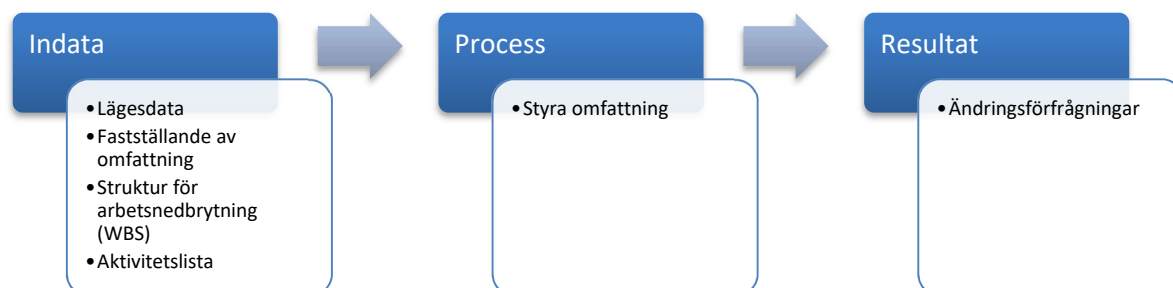 Indata
•Lägesdata
•Fastställande av
omfattning
•Struktur för
arbetsnedbrytning
(WBS)
•Aktivitetslista
Process
•Styra omfattning
Resultat
•Ändringsförfrågningar